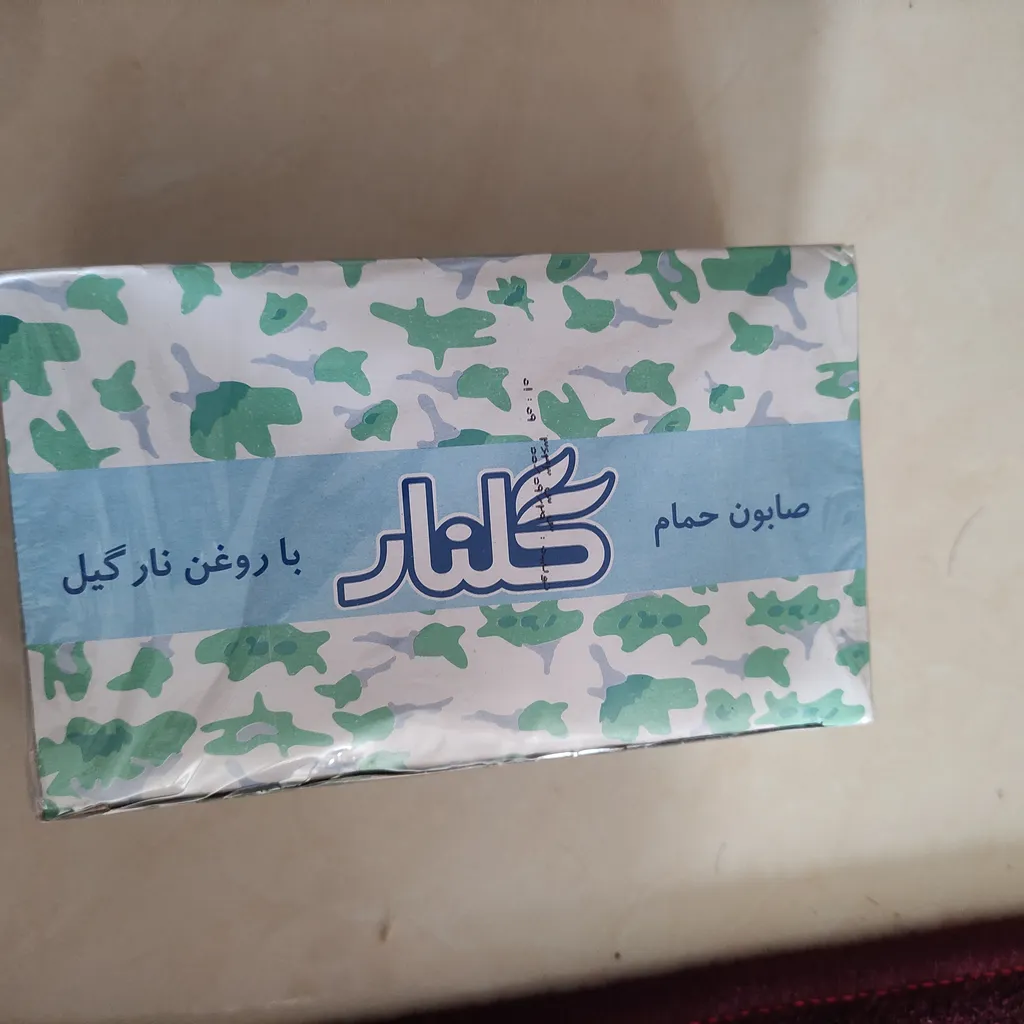 صابون حمام
گلنار
با روغن نارگیل